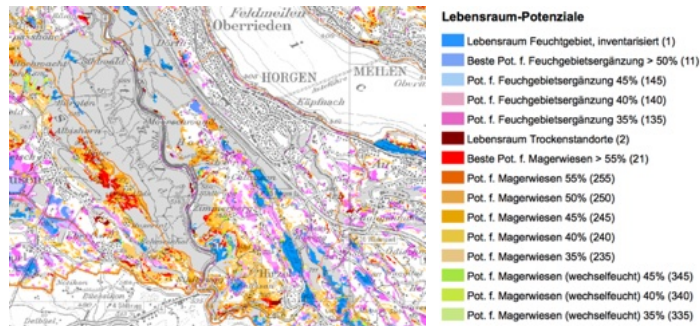 Feldmeilen
Oberrieden
HORGEN
MEILEN
Käpfnach
Sihlwald
Albishorn
Lebensraum-Potenziale
Lebensraum Feuchtgebiet, inventarisiert (1)
Beste Pot. f. Feuchgebietsergänzung > 50% (11)
Pot. f. Feuchgebietsergänzung 45% (145)
Pot. f. Feuchgebietsergänzung 40% (140)
Pot. f. Feuchgebietsergänzung 35% (135)
Lebensraum Trockenstandorte (2)
Beste Pot. f. Magerwiesen > 55% (21)
Pot. f. Magerwiesen 55% (255)
Pot. f. Magerwiesen 50% (250)
Pot. f. Magerwiesen 45% (245)
Pot. f. Magerwiesen 40% (240)
Pot. f. Magerwiesen 35% (235)
Pot. f. Magerwiesen (wechselfeucht) 45% (345)
Pot. f. Magerwiesen (wechselfeucht) 40% (340)
Pot. f. Magerwiesen (wechselfeucht) 35% (335)